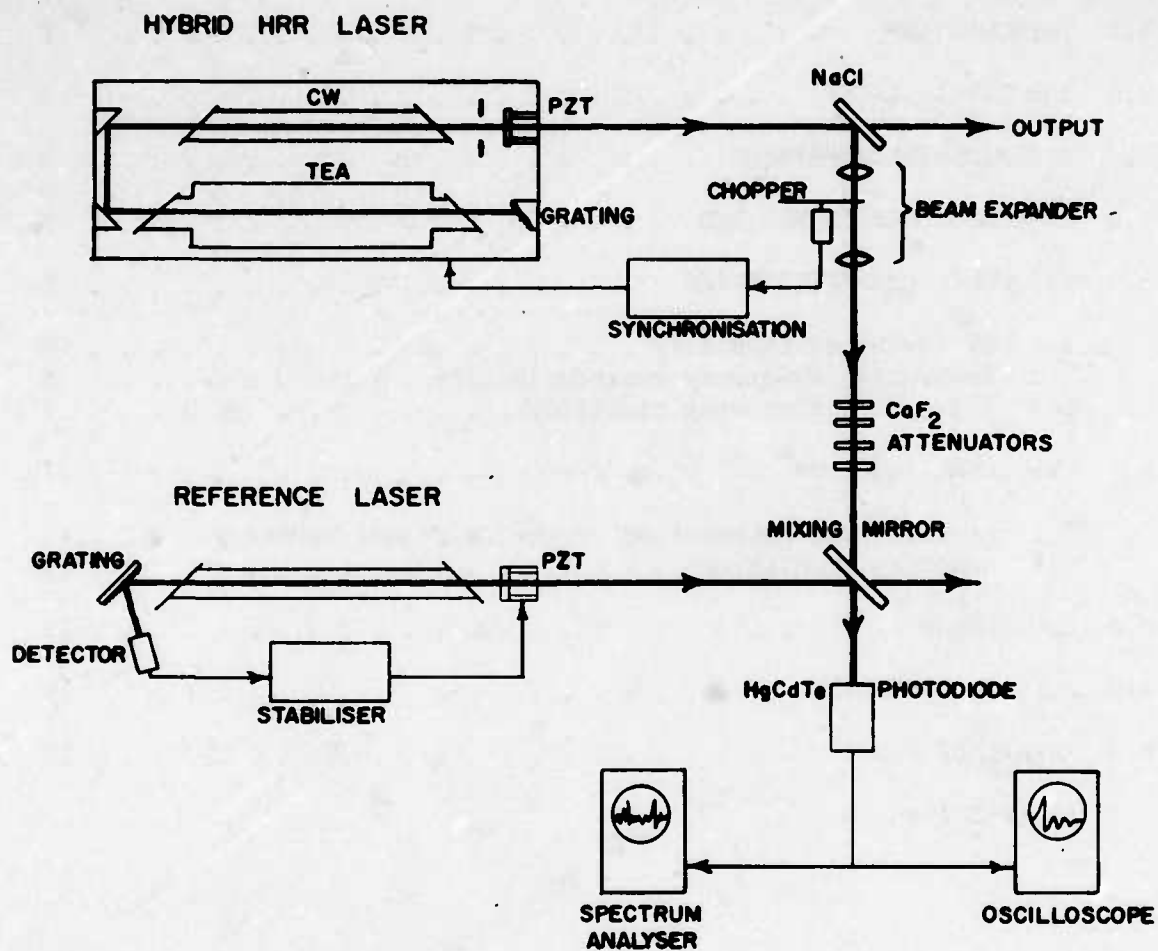 HYBRID HRR LASER
CW
PZT
NaCl
OUTPUT
TEA
CHOPPER
BEAM EXPANDER
GRATING
SYNCHRONISATION
CaF2
ATTENUATORS
REFERENCE LASER
MIXING MIRROR
GRATING
PZT
DETECTOR
STABILISER
HgCdTe PHOTODIODE
SPECTRUM
ANALYSER
OSCILLOSCOPE